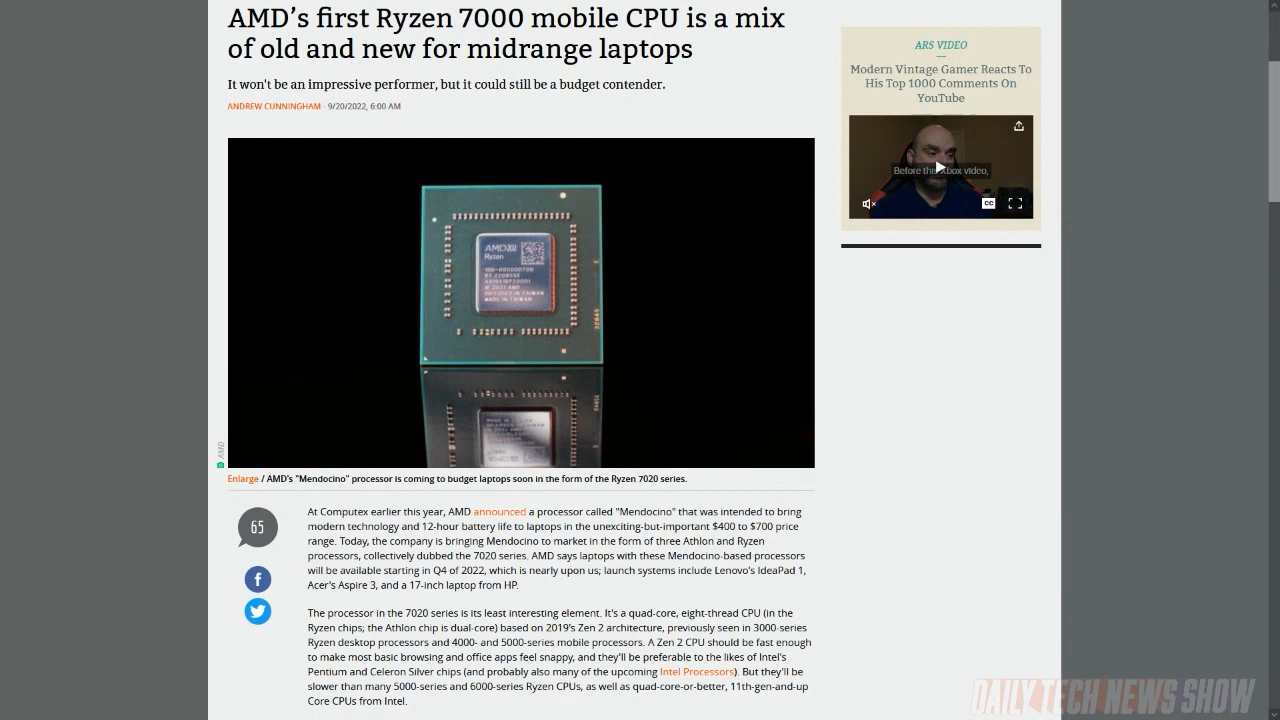 AMD’s first Ryzen 7000 mobile CPU is a mix
of old and new for midrange laptops
It won't be an impressive performer, but it could still be a budget contender.
ANDREW CUNNINGHAM - 9/20/2022, 6:00 AM
ARS VIDEO
Modern Vintage Gamer Reacts To
His Top 1000 Comments On
YouTube
Before this Xbox video,
CC
AMD
Ryzen
MADE IN TAIWAN
AMD
Enlarge / AMD's "Mendocino" processor is coming to budget laptops soon in the form of the Ryzen 7020 series.
65
At Computex earlier this year, AMD announced a processor called "Mendocino" that was intended to bring
modern technology and 12-hour battery life to laptops in the unexciting-but-important $400 to $700 price
range. Today, the company is bringing Mendocino to market in the form of three Athlon and Ryzen
processors, collectively dubbed the 7020 series. AMD says laptops with these Mendocino-based processors
will be available starting in Q4 of 2022, which is nearly upon us; launch systems include Lenovo's IdeaPad 1,
Acer's Aspire 3, and a 17-inch laptop from HP.
The processor in the 7020 series is its least interesting element. It's a quad-core, eight-thread CPU (in the
Ryzen chips; the Athlon chip is dual-core) based on 2019's Zen 2 architecture, previously seen in 3000-series
Ryzen desktop processors and 4000- and 5000-series mobile processors. A Zen 2 CPU should be fast enough
to make most basic browsing and office apps feel snappy, and they'll be preferable to the likes of Intel's
Pentium and Celeron Silver chips (and probably also many of the upcoming Intel Processors). But they'll be
slower than many 5000-series and 6000-series Ryzen CPUs, as well as quad-core-or-better, 11th-gen-and-up
Core CPUs from Intel.
DAILY TECH NEWS SHOW